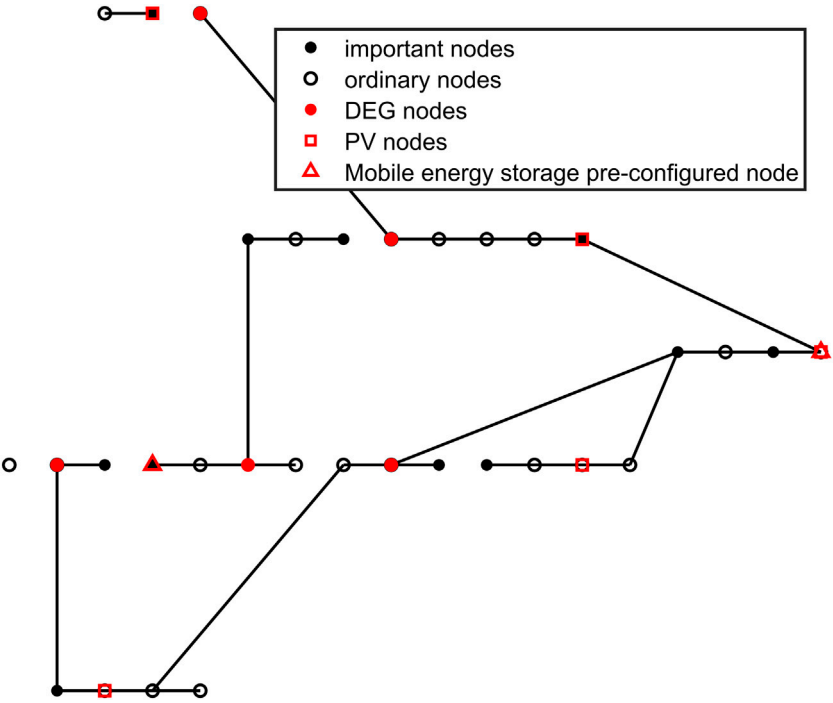 important nodes
ordinary nodes
DEG nodes
PV nodes
Mobile energy storage pre-configured node